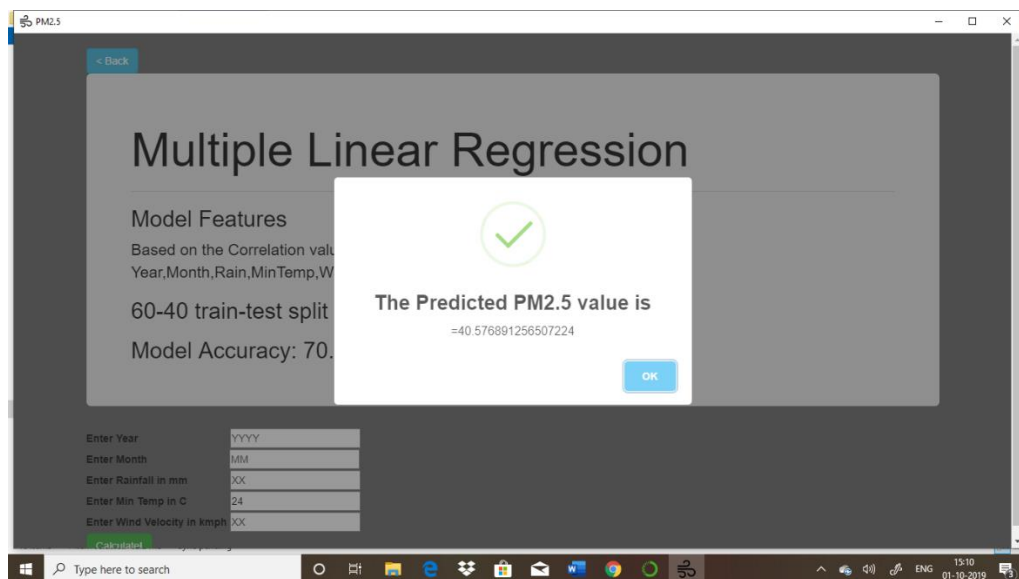 PM2.5
< Back
Multiple Linear Regression
Model Features
Based on the Correlation valu
Year,Month,Rain,MinTemp,W
60-40 train-test split
Model Accuracy: 70.
The Predicted PM2.5 value is
=40.576891256507224
OK
Enter Year YYYY
Enter Month MM
Enter Rainfall in mm XX
Enter Min Temp in C 24
Enter Wind Velocity in kmph XX
Calculate!
Type here to search
ENG
15:10
01-10-2019